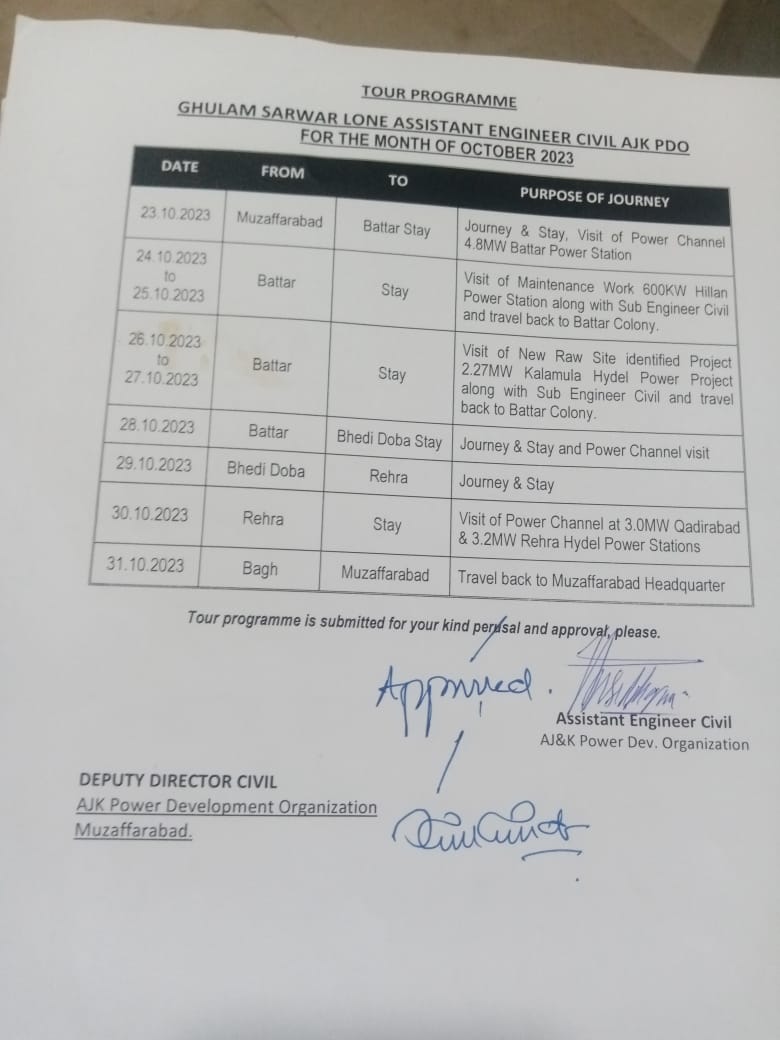 TOUR PROGRAMME
GHULAM SARWAR LONE ASSISTANT ENGINEER CIVIL AJK PDO
FOR THE MONTH OF OCTOBER 2023
DATE FROM TO PURPOSE OF JOURNEY
23.10.2023 Muzaffarabad Battar Stay Journey & Stay, Visit of Power Channel
4.8MW Battar Power Station
24.10.2023
to
25.10.2023
Battar
Stay
Visit of Maintenance Work 600KW Hillan
Power Station along with Sub Engineer Civil
and travel back to Battar Colony.
26.10.2023
to
27.10.2023
Battar
Stay
Visit of New Raw Site identified Project
2.27MW Kalamula Hydel Power Project
along with Sub Engineer Civil and travel
back to Battar Colony.
28.10.2023 Battar Bhedi Doba Stay Journey & Stay and Power Channel visit
29.10.2023 Bhedi Doba Rehra Journey & Stay
30.10.2023 Rehra Stay Visit of Power Channel at 3.0MW Qadirabad
& 3.2MW Rehra Hydel Power Stations
31.10.2023 Bagh Muzaffarabad Travel back to Muzaffarabad Headquarter
Tour programme is submitted for your kind perusal and approval, please.
Approved.
Assistant Engineer Civil
AJ&K Power Dev. Organization
DEPUTY DIRECTOR CIVIL
AJK Power Development Organization
Muzaffarabad.